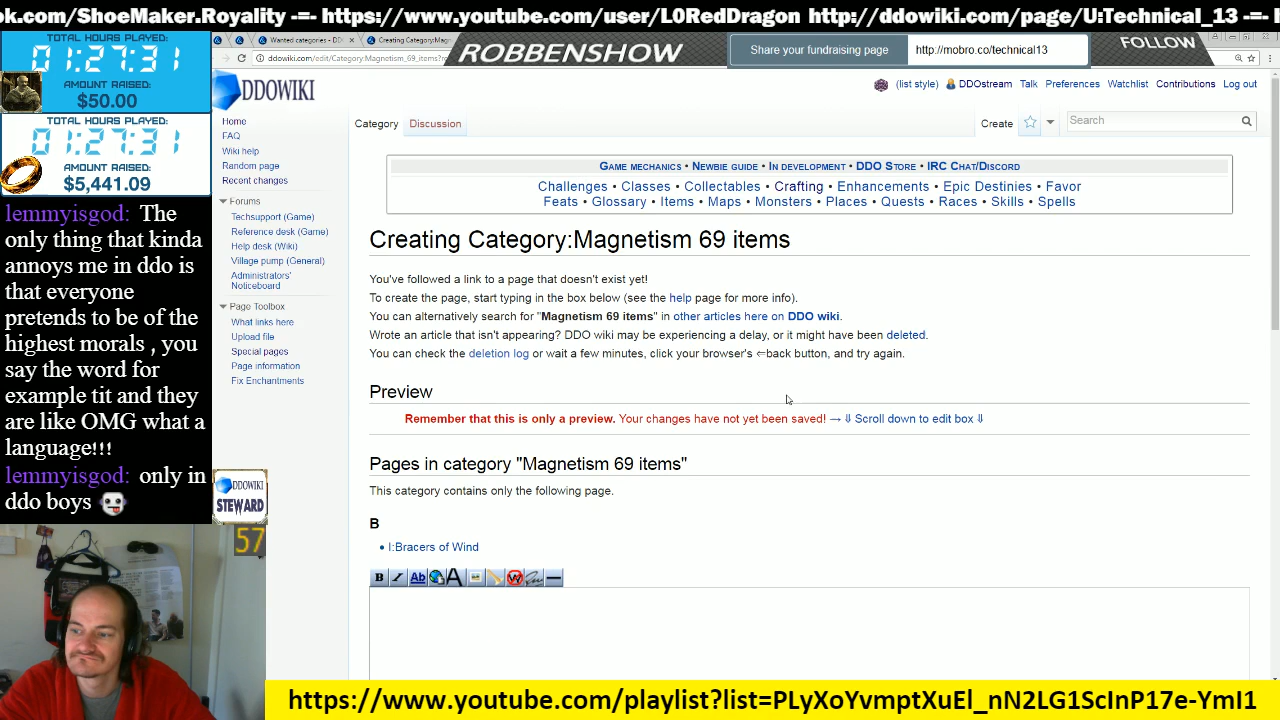 ok.com/ShoeMaker.Royality -=- https://www.youtube.com/user/L0RedDragon http://ddowiki.com/page/U:Technical_13 -=-
TOTAL HOURS PLAYED:
01:27:31
AMOUNT RAISED:
$50.00
TOTAL HOURS PLAYED:
01:27:31
AMOUNT RAISED:
$5,441.09
lemmyisgod: The
only thing that kinda
annoys me in ddo is
that everyone
pretends to be of the
highest morals , you
say the word for
example tit and they
are like OMG what a
language!!!
lemmyisgod: only in
ddo boys
DDOWIKI
STEWARD
57
Wanted categories - DD
Creating Category:Mag
ddowiki.com/edit/Category:Magnetism_69_items?
ROBBENSHOW
Share your fundraising page
http://mobro.co/technical13
FOLLOW
DDOWIKI
(list style) DDOstream Talk Preferences Watchlist Contributions Log out
Home
FAQ
Wiki help
Random page
Recent changes
Forums
Techsupport (Game)
Reference desk (Game)
Help desk (Wiki)
Village pump (General)
Administrators'
Noticeboard
Page Toolbox
What links here
Upload file
Special pages
Page information
Fix Enchantments
Category Discussion
Create
Search
Game mechanics • Newbie guide • In development • DDO Store • IRC Chat/Discord
Challenges • Classes • Collectables • Crafting • Enhancements • Epic Destinies • Favor
Feats • Glossary • Items • Maps • Monsters • Places • Quests • Races • Skills • Spells
Creating Category:Magnetism 69 items
You've followed a link to a page that doesn't exist yet!
To create the page, start typing in the box below (see the help page for more info).
You can alternatively search for "Magnetism 69 items" in other articles here on DDO wiki.
Wrote an article that isn't appearing? DDO wiki may be experiencing a delay, or it might have been deleted.
You can check the deletion log or wait a few minutes, click your browser's ⇐back button, and try again.
Preview
Remember that this is only a preview. Your changes have not yet been saved! → ⇓ Scroll down to edit box ⇓
Pages in category "Magnetism 69 items"
This category contains only the following page.
B
• I:Bracers of Wind
B I Ab A W
https://www.youtube.com/playlist?list=PLyXoYvmptXuEl_nN2LG1ScInP17e-YmI1